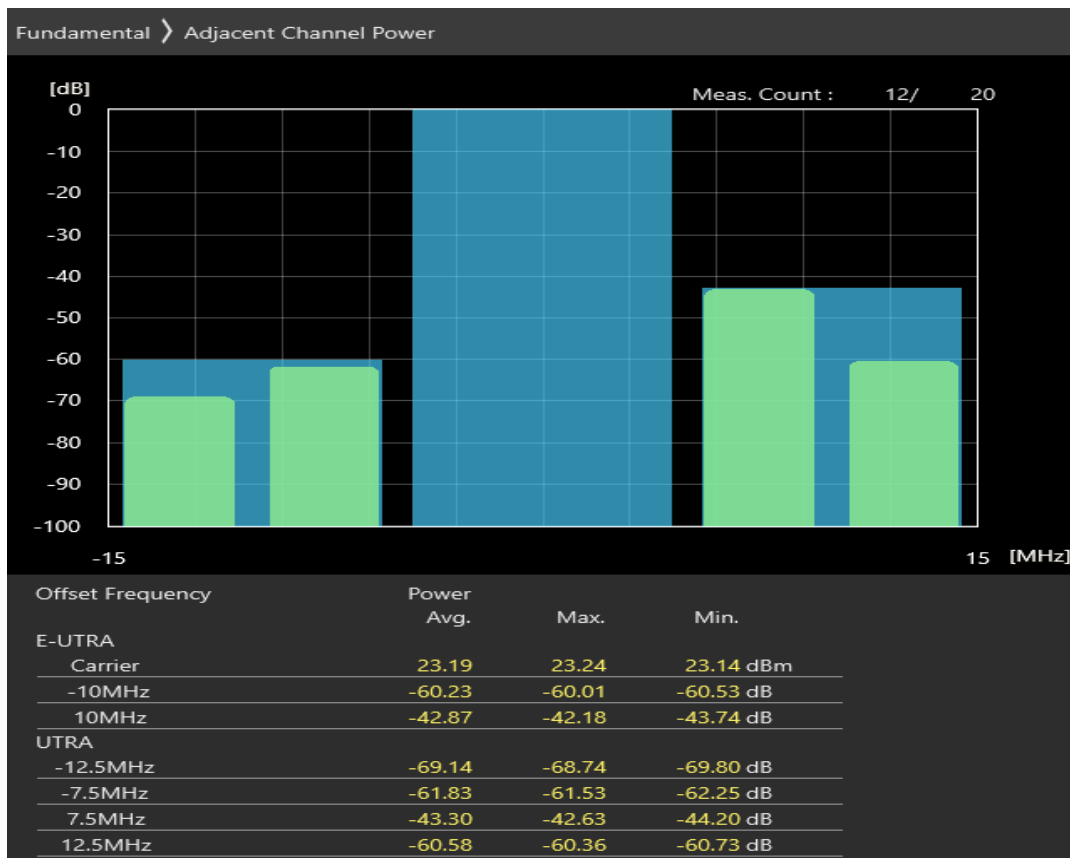 Fundamental 〉 Adjacent Channel Power
[dB]
Meas. Count : 12/ 20
0
-10
-20
-30
-40
-50
-60
-70
-80
-90
-100
-15 15 [MHz]
Offset Frequency Power
Avg. Max. Min.
E-UTRA
Carrier 23.19 23.24 23.14 dBm
-10MHz -60.23 -60.01 -60.53 dB
10MHz -42.87 -42.18 -43.74 dB
UTRA
-12.5MHz -69.14 -68.74 -69.80 dB
-7.5MHz -61.83 -61.53 -62.25 dB
7.5MHz -43.30 -42.63 -44.20 dB
12.5MHz -60.58 -60.36 -60.73 dB